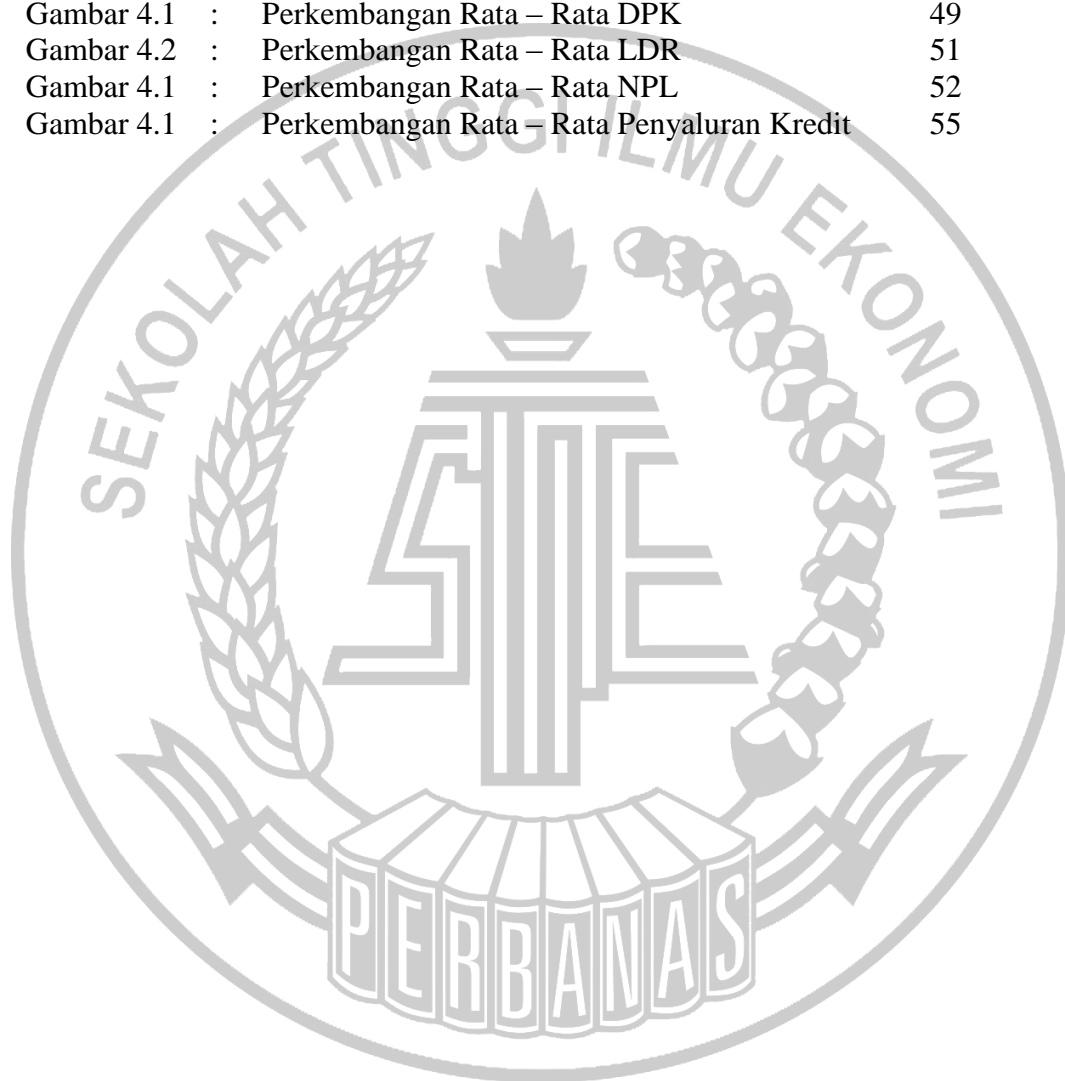 Gambar 4.1 : Perkembangan Rata – Rata DPK 49
Gambar 4.2 : Perkembangan Rata – Rata LDR 51
Gambar 4.1 : Perkembangan Rata – Rata NPL 52
Gambar 4.1 : Perkembangan Rata – Rata Penyaluran Kredit 55
SEKOLAH TINGGI ILMU EKONOMI
STIE
PERBANAS